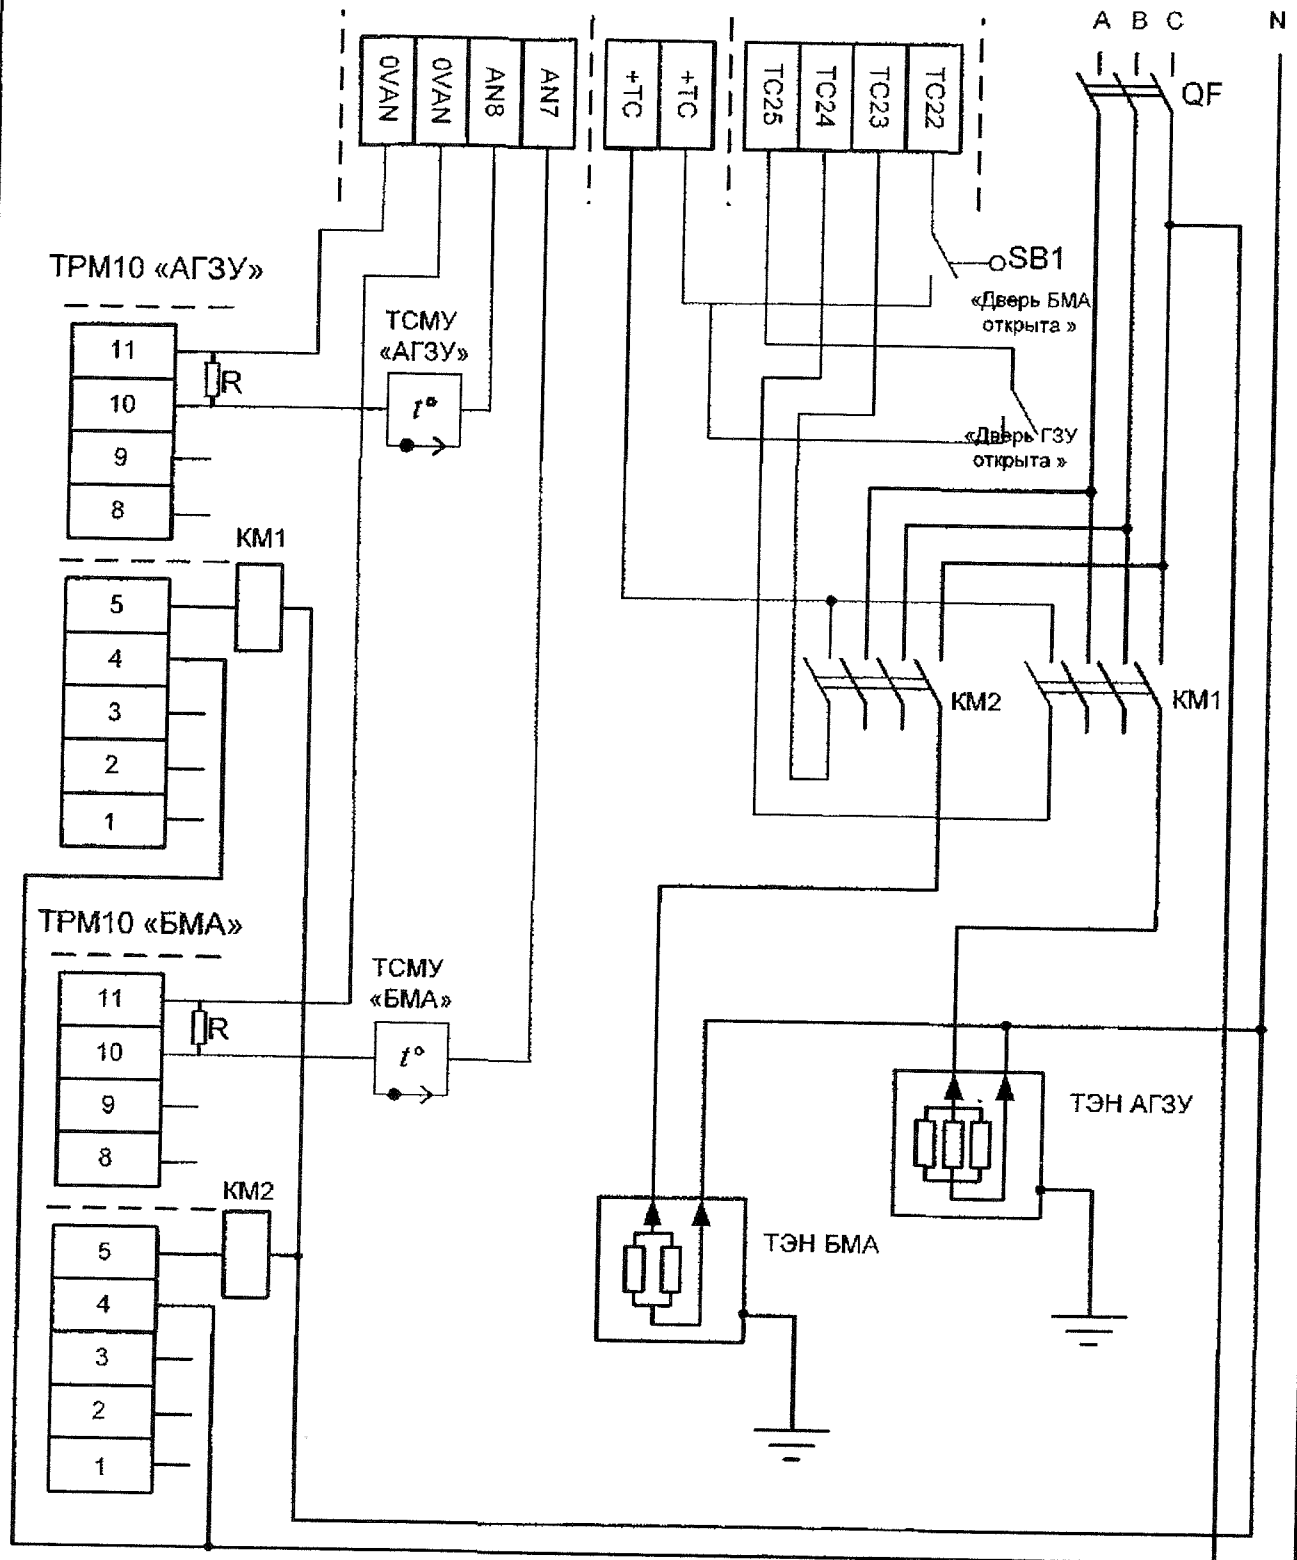 A B C N
QF
0VAN 0VAN AN8 AN7 +TC +TC TC25 TC24 TC23 TC22
SB1
«Дверь БМА
открыта »
ТРМ10 «АГЗУ»
ТСМУ
«АГЗУ»
t°
11
R
10
9
8
«Дверь ГЗУ
открыта »
КМ1
5
4
3
2
1
КМ2
КМ1
ТРМ10 «БМА»
ТСМУ
«БМА»
t°
11
R
10
9
8
ТЭН АГЗУ
КМ2
ТЭН БМА
5
4
3
2
1